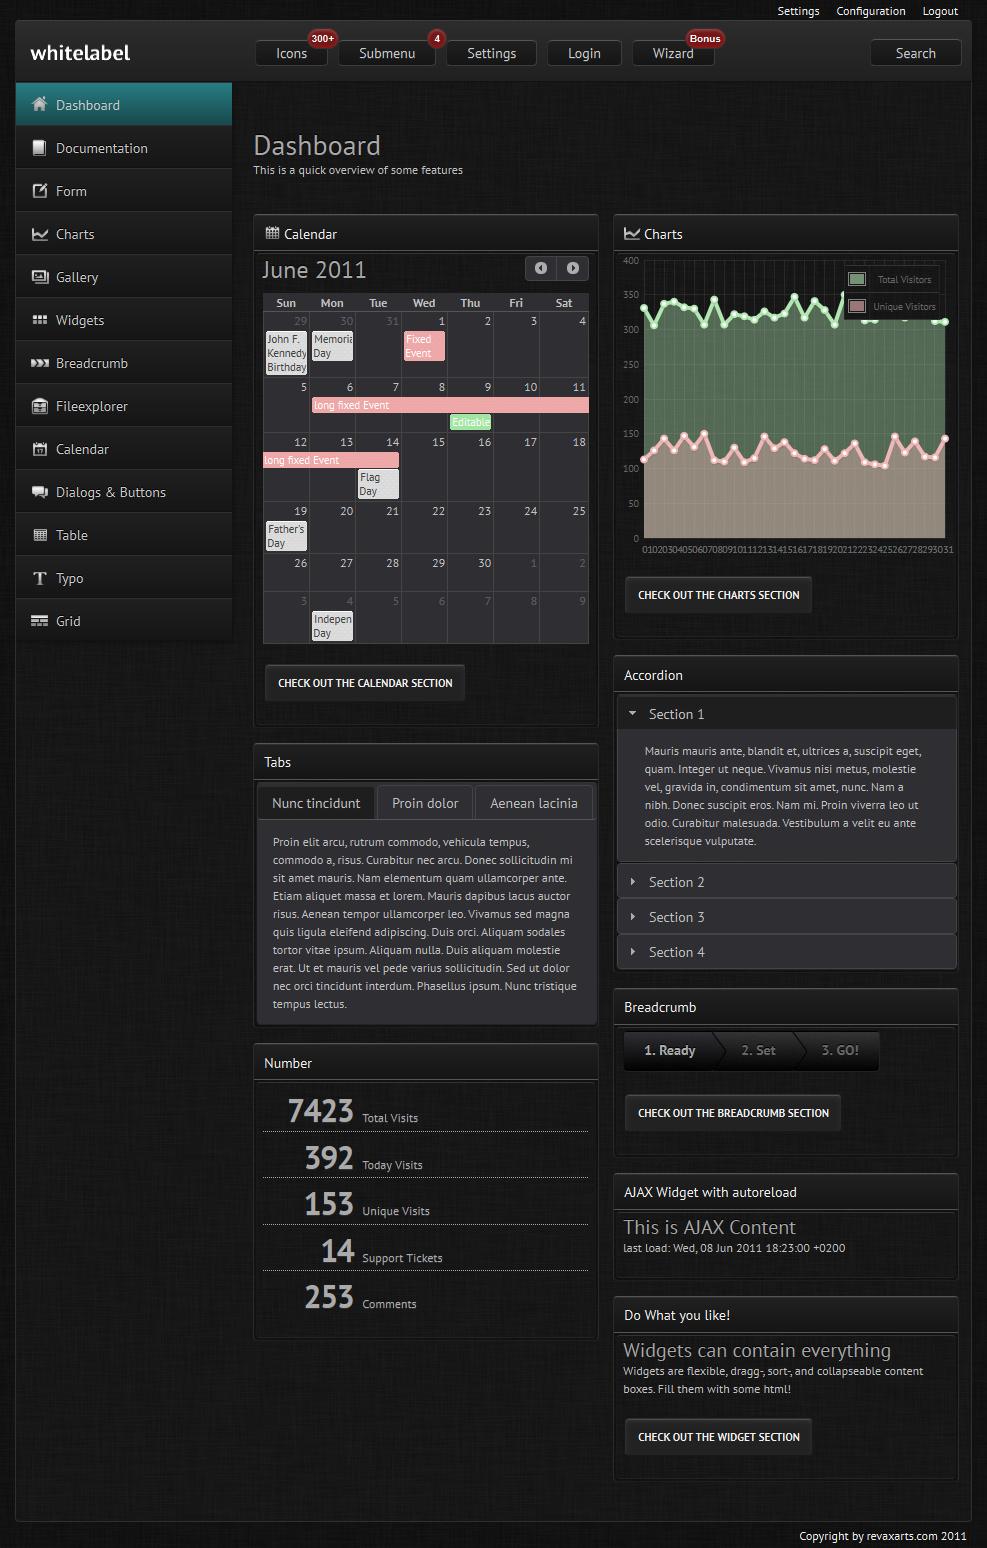 Settings Configuration Logout
whitelabel
Icons 300+ Submenu 4 Settings Login Wizard Bonus Search
Dashboard
Documentation
Form
Charts
Gallery
Widgets
Breadcrumb
Fileexplorer
Calendar
Dialogs & Buttons
Table
Typo
Grid
Dashboard
This is a quick overview of some features
Calendar
June 2011
Sun Mon Tue Wed Thu Fri Sat
29 30 31 1 2 3 4
John F. Kennedy Birthday
Memoria Day
Fixed Event
5 6 7 8 9 10 11
long fixed Event
Editable
12 13 14 15 16 17 18
long fixed Event
Flag Day
19 20 21 22 23 24 25
Father's Day
26 27 28 29 30 1 2
3 4 5 6 7 8 9
Indepen Day
CHECK OUT THE CALENDAR SECTION
Tabs
Nunc tincidunt Proin dolor Aenean lacinia
Proin elit arcu, rutrum commodo, vehicula tempus,
commodo a, risus. Curabitur nec arcu. Donec sollicitudin mi
sit amet mauris. Nam elementum quam ullamcorper ante.
Etiam aliquet massa et lorem. Mauris dapibus lacus auctor
risus. Aenean tempor ullamcorper leo. Vivamus sed magna
quis ligula eleifend adipiscing. Duis orci. Aliquam sodales
tortor vitae ipsum. Aliquam nulla. Duis aliquam molestie
erat. Ut et mauris vel pede varius sollicitudin. Sed ut dolor
nec orci tincidunt interdum. Phasellus ipsum. Nunc tristique
tempus lectus.
Number
7423 Total Visits
392 Today Visits
153 Unique Visits
14 Support Tickets
253 Comments
Charts
400
350
300
250
200
150
100
50
0
Total Visitors
Unique Visitors
01020304050607080910111213141516171819202122232425262728293031
CHECK OUT THE CHARTS SECTION
Accordion
Section 1
Mauris mauris ante, blandit et, ultrices a, suscipit eget,
quam. Integer ut neque. Vivamus nisi metus, molestie
vel, gravida in, condimentum sit amet, nunc. Nam a
nibh. Donec suscipit eros. Nam mi. Proin viverra leo ut
odio. Curabitur malesuada. Vestibulum a velit eu ante
scelerisque vulputate.
Section 2
Section 3
Section 4
Breadcrumb
1. Ready 2. Set 3. GO!
CHECK OUT THE BREADCRUMB SECTION
AJAX Widget with autoreload
This is AJAX Content
last load: Wed, 08 Jun 2011 18:23:00 +0200
Do What you like!
Widgets can contain everything
Widgets are flexible, dragg-, sort-, and collapseable content
boxes. Fill them with some html!
CHECK OUT THE WIDGET SECTION
Copyright by revaxarts.com 2011